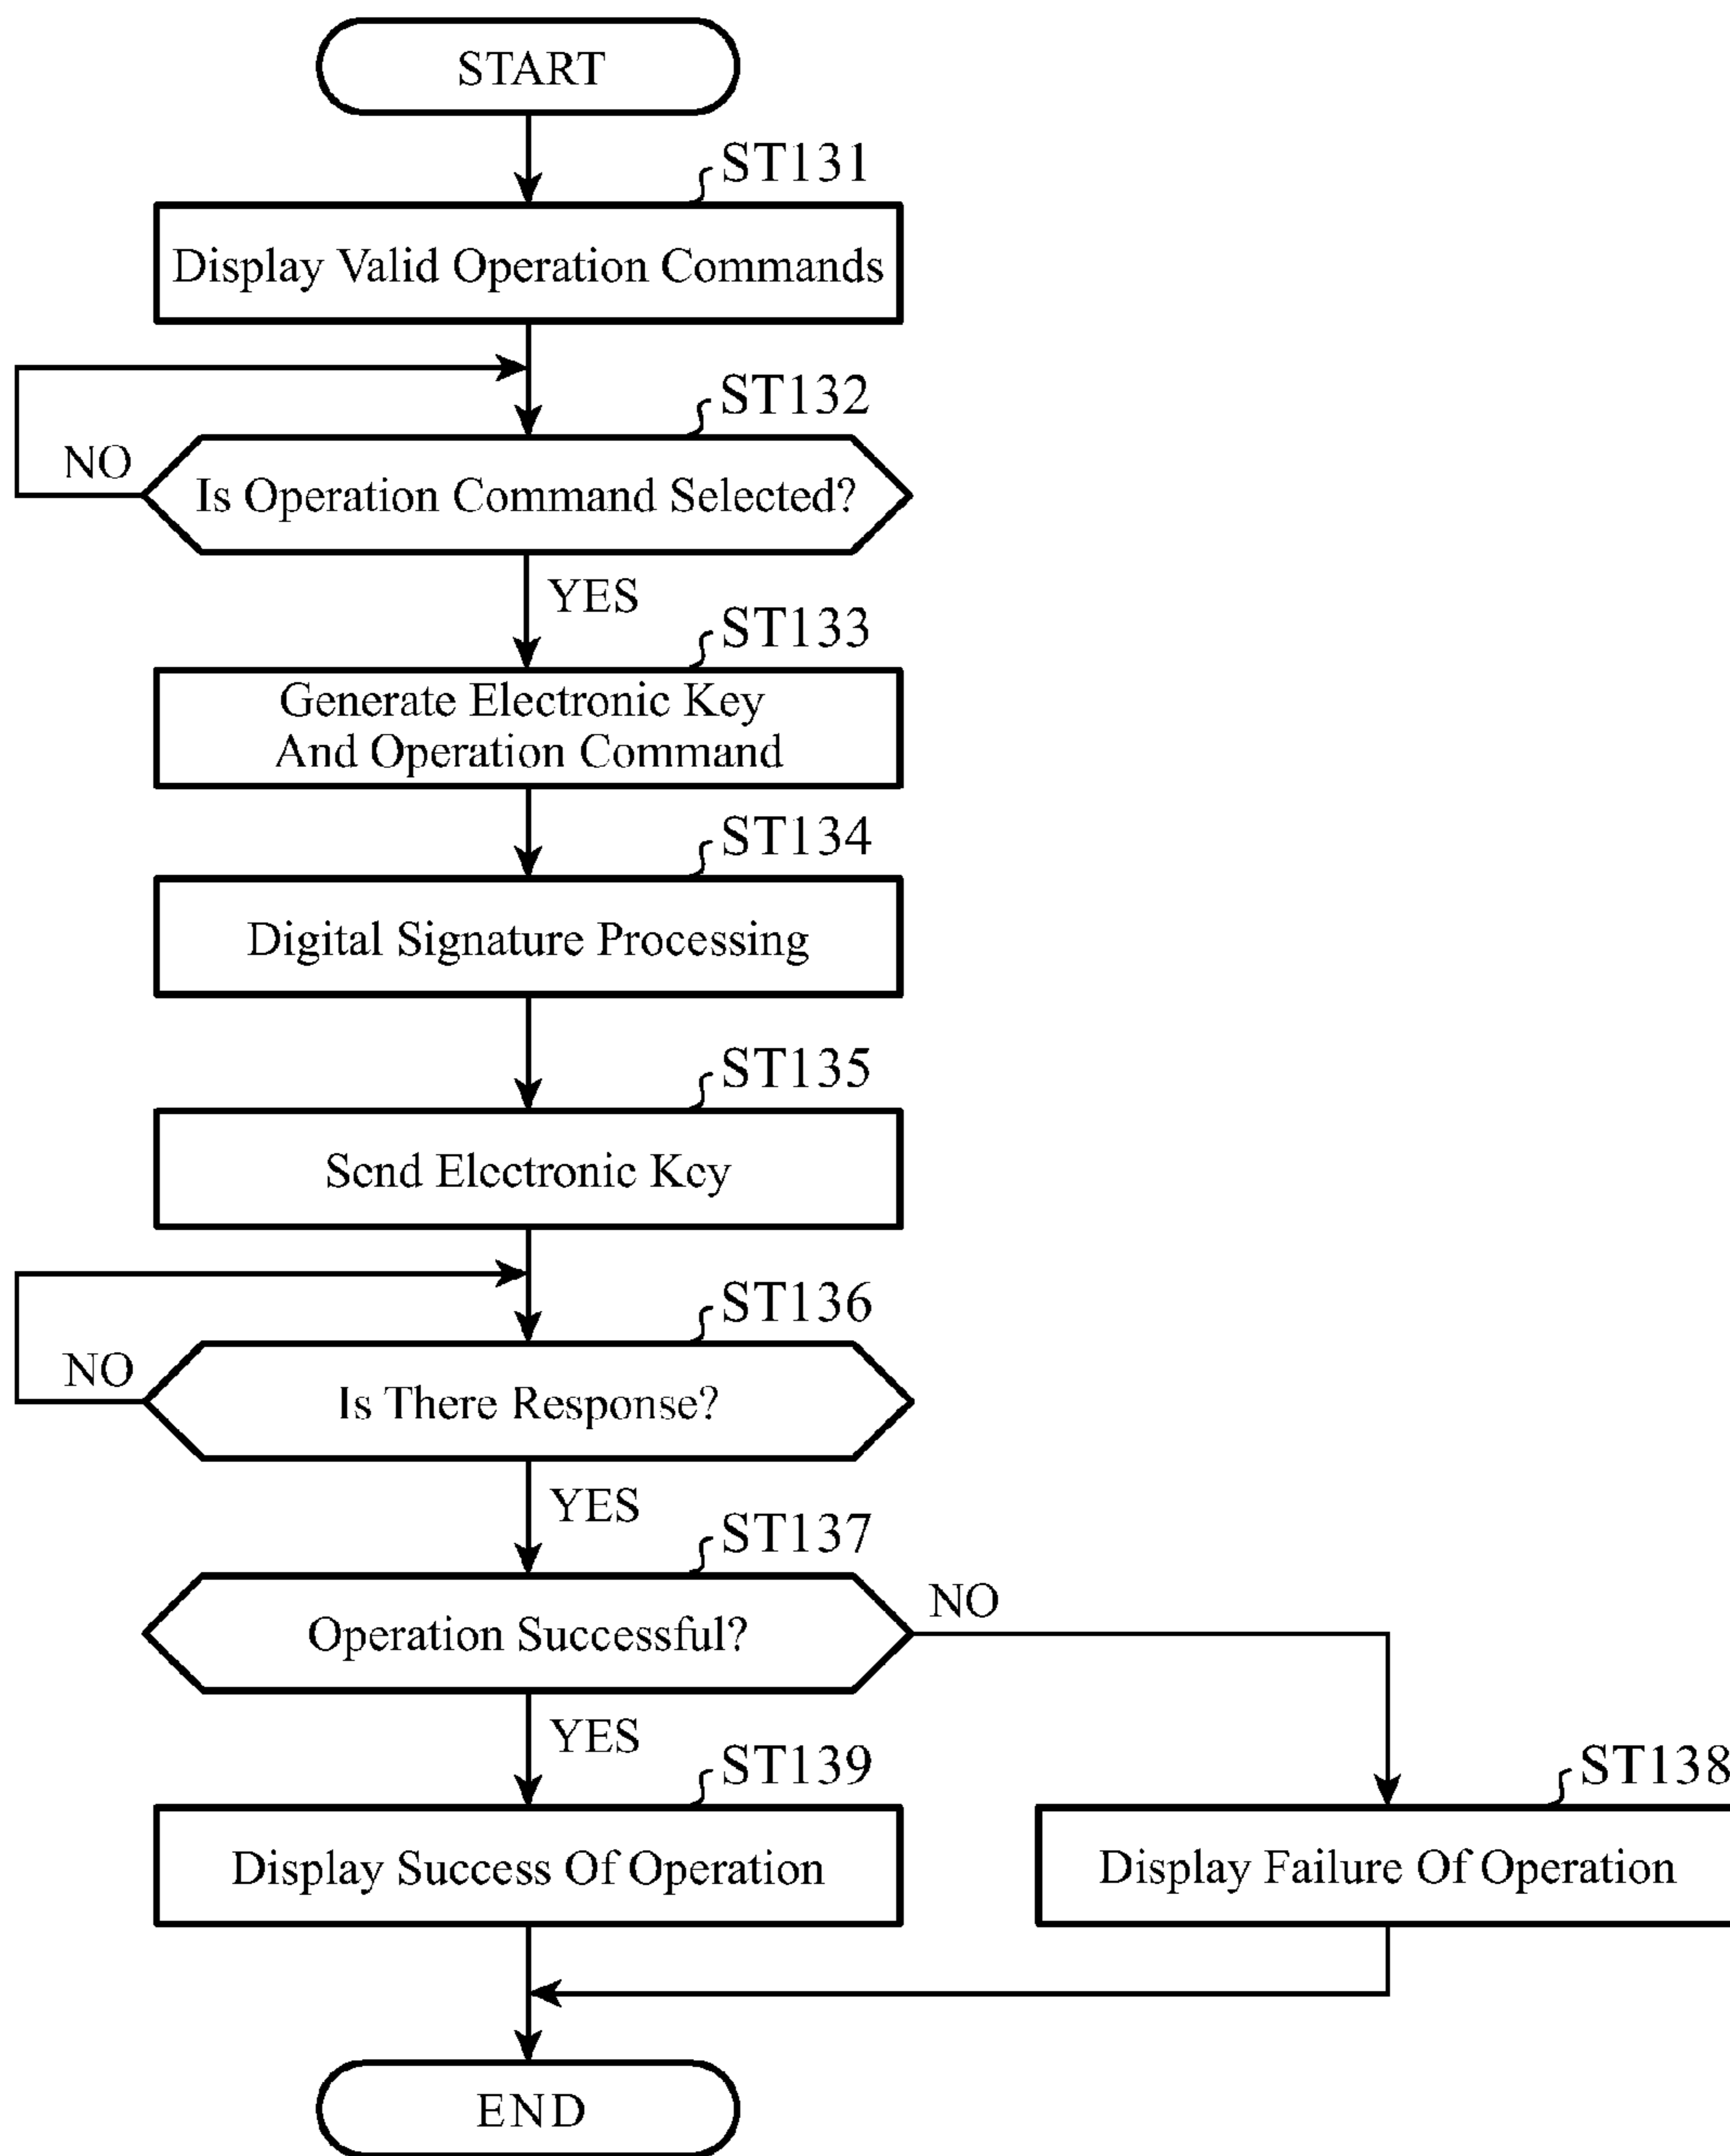 START
ST131
Display Valid Operation Commands
ST132
NO
Is Operation Command Selected?
YES
ST133
Generate Electronic Key
And Operation Command
ST134
Digital Signature Processing
ST135
Send Electronic Key
ST136
NO
Is There Response?
YES
ST137
NO
Operation Successful?
YES
ST139
ST138
Display Success Of Operation
Display Failure Of Operation
END